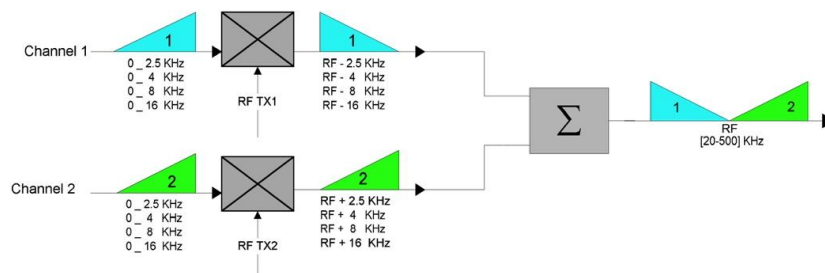 Channel 1
1
0 _ 2.5 KHz
0 _ 4 KHz
0 _ 8 KHz
0 _ 16 KHz
RF TX1
1
RF - 2.5 KHz
RF - 4 KHz
RF - 8 KHz
RF - 16 KHz
Σ
1
2
RF
[20-500] KHz
Channel 2
2
0 _ 2.5 KHz
0 _ 4 KHz
0 _ 8 KHz
0 _ 16 KHz
RF TX2
2
RF + 2.5 KHz
RF + 4 KHz
RF + 8 KHz
RF + 16 KHz